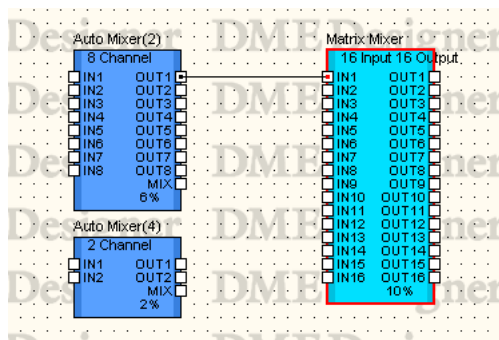 Auto Mixer(2)
8 Channel
IN1 OUT1
IN2 OUT2
IN3 OUT3
IN4 OUT4
IN5 OUT5
IN6 OUT6
IN7 OUT7
IN8 OUT8
MIX
6%
Auto Mixer(4)
2 Channel
IN1 OUT1
IN2 OUT2
MIX
2%
Matrix Mixer
16 Input 16 Output
IN1 OUT1
IN2 OUT2
IN3 OUT3
IN4 OUT4
IN5 OUT5
IN6 OUT6
IN7 OUT7
IN8 OUT8
IN9 OUT9
IN10 OUT10
IN11 OUT11
IN12 OUT12
IN13 OUT13
IN14 OUT14
IN15 OUT15
IN16 OUT16
10%